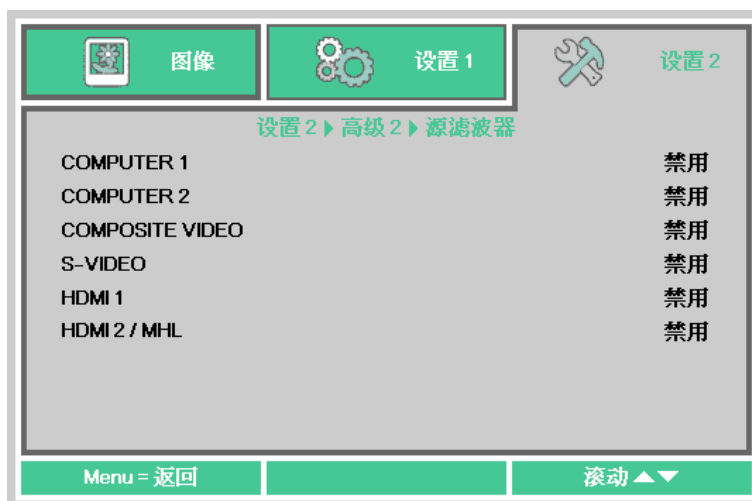 图像
设置 1
设置 2
设置 2 ▶ 高级 2 ▶ 源滤波器
COMPUTER 1 禁用
COMPUTER 2 禁用
COMPOSITE VIDEO 禁用
S-VIDEO 禁用
HDMI 1 禁用
HDMI 2 / MHL 禁用
Menu = 返回
滚动 ▲▼